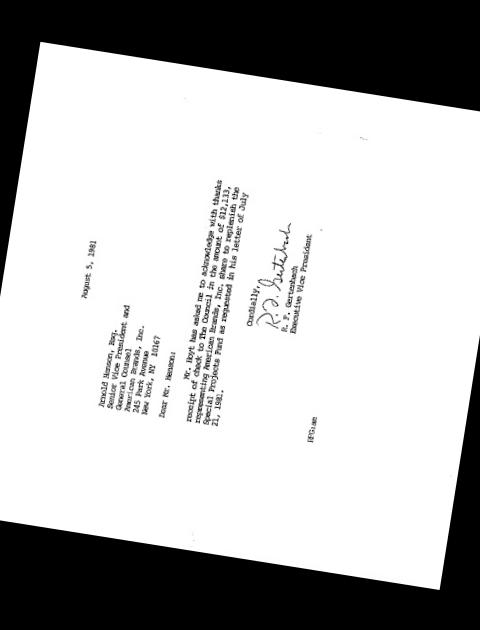 August 5, 1981
Arnold Henson, Esq.
Senior Vice President and
General Counsel
American Brands, Inc.
245 Park Avenue
New York, NY 10167
Dear Mr. Henson:
Mr. Hoyt has asked me to acknowledge with thanks
receipt of check to The Council in the amount of $12,133,
representing American Brands, Inc. share to replenish the
Special Projects Fund as requested in his letter of July
21, 1981.
Cordially,
R. F. Gertenbach
R. F. Gertenbach
Executive Vice President
RFG:am